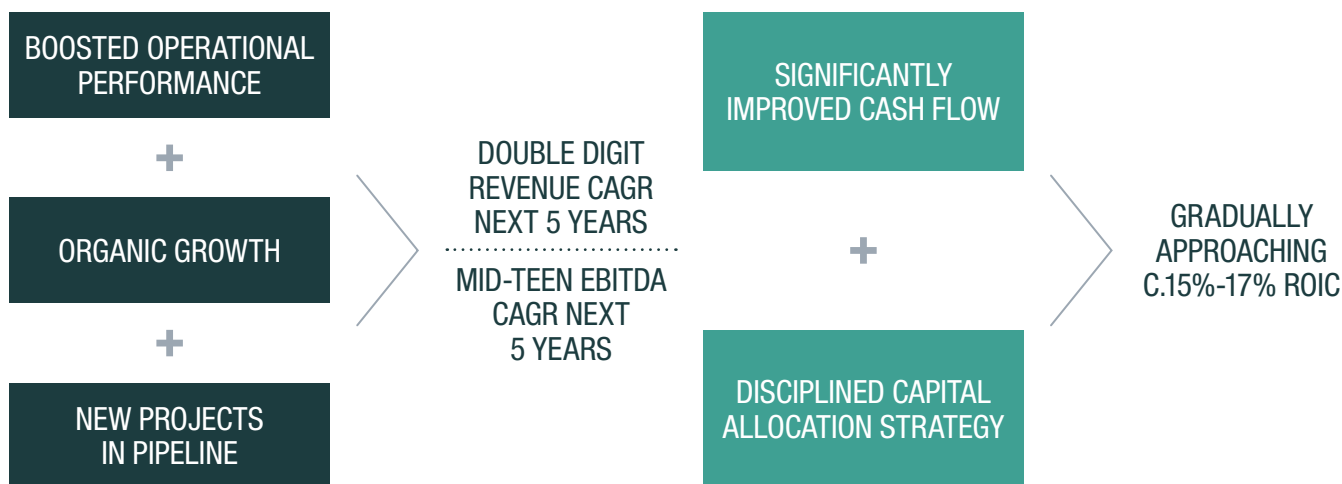 BOOSTED OPERATIONAL
PERFORMANCE
+
ORGANIC GROWTH
+
NEW PROJECTS
IN PIPELINE
DOUBLE DIGIT
REVENUE CAGR
NEXT 5 YEARS
MID-TEEN EBITDA
CAGR NEXT
5 YEARS
SIGNIFICANTLY
IMPROVED CASH FLOW
+
DISCIPLINED CAPITAL
ALLOCATION STRATEGY
GRADUALLY
APPROACHING
C.15%-17% ROIC